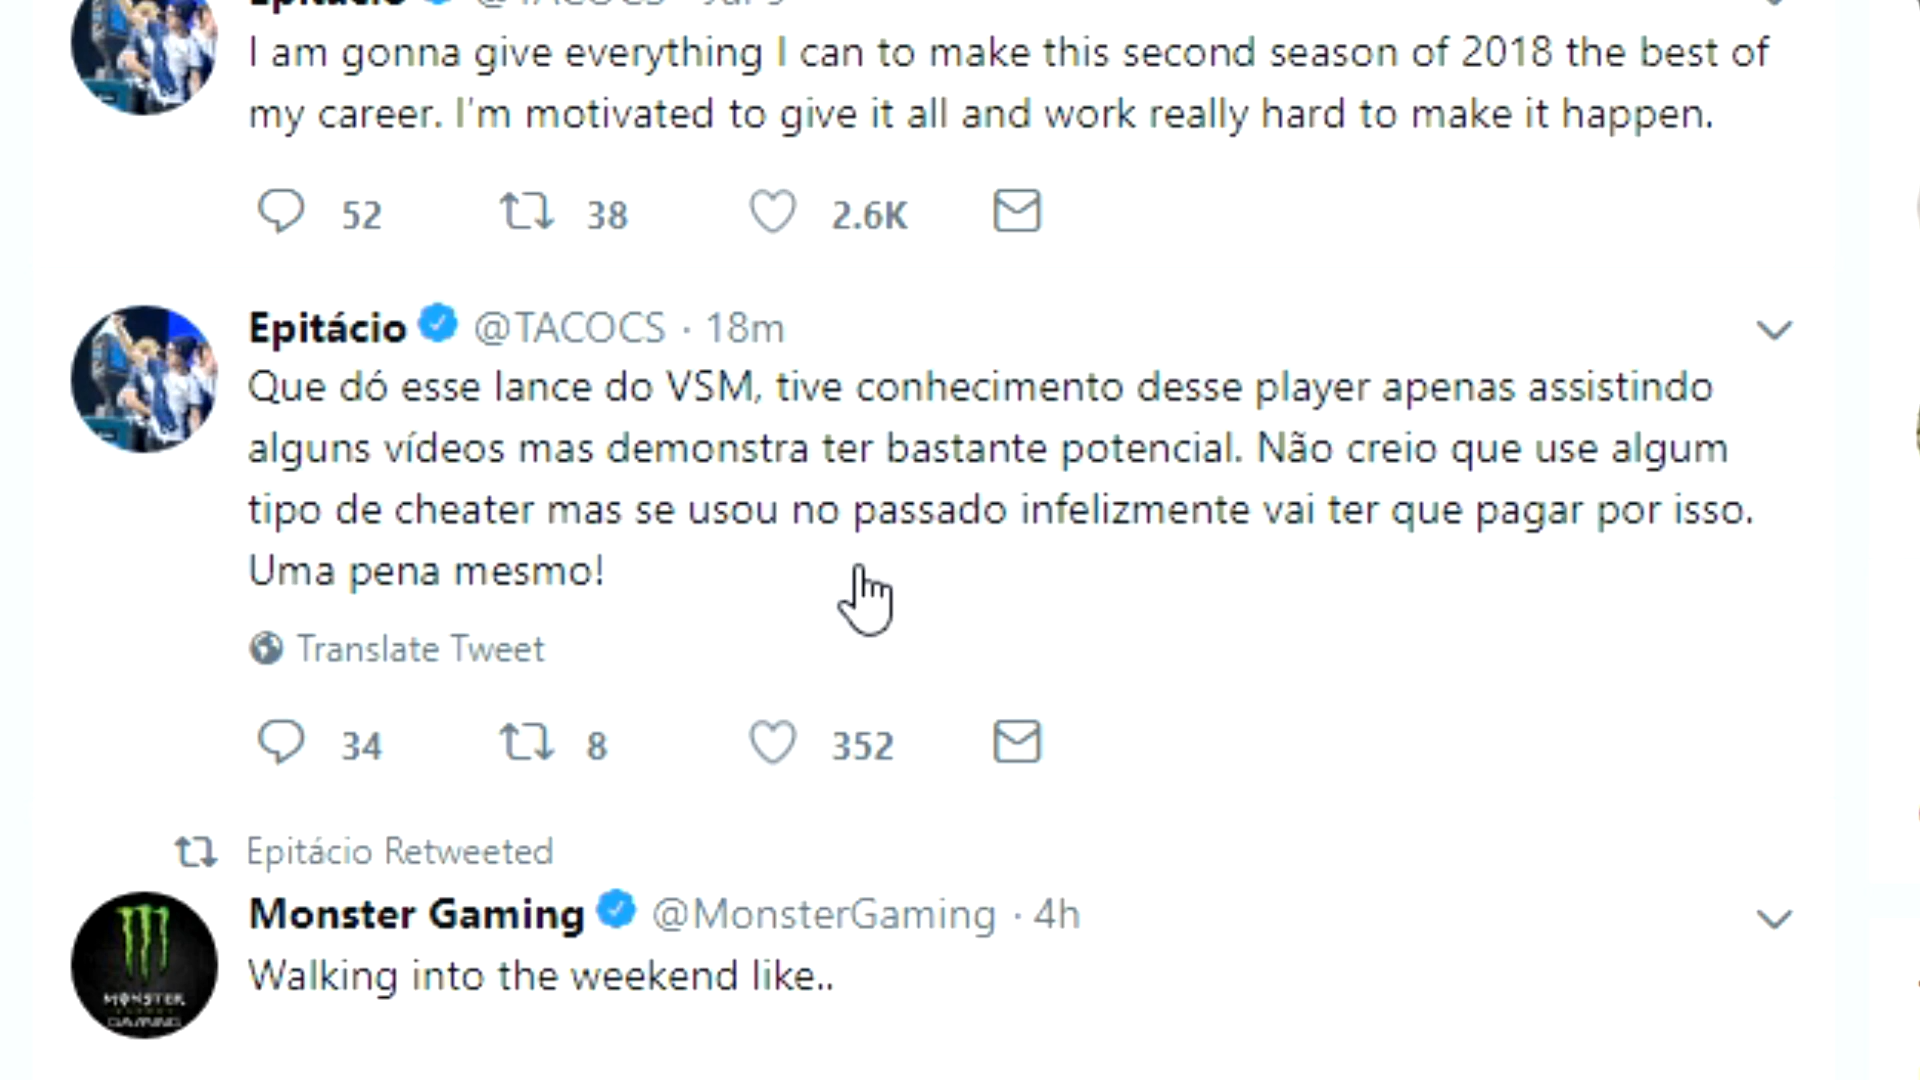 Epitácio @TACOCS
I am gonna give everything I can to make this second season of 2018 the best of
my career. I'm motivated to give it all and work really hard to make it happen.
52 38 2.6K
Epitácio @TACOCS · 18m
Que dó esse lance do VSM, tive conhecimento desse player apenas assistindo
alguns vídeos mas demonstra ter bastante potencial. Não creio que use algum
tipo de cheater mas se usou no passado infelizmente vai ter que pagar por isso.
Uma pena mesmo!
Translate Tweet
34 8 352
Epitácio Retweeted
Monster Gaming @MonsterGaming · 4h
Walking into the weekend like..
MONSTER
GAMING